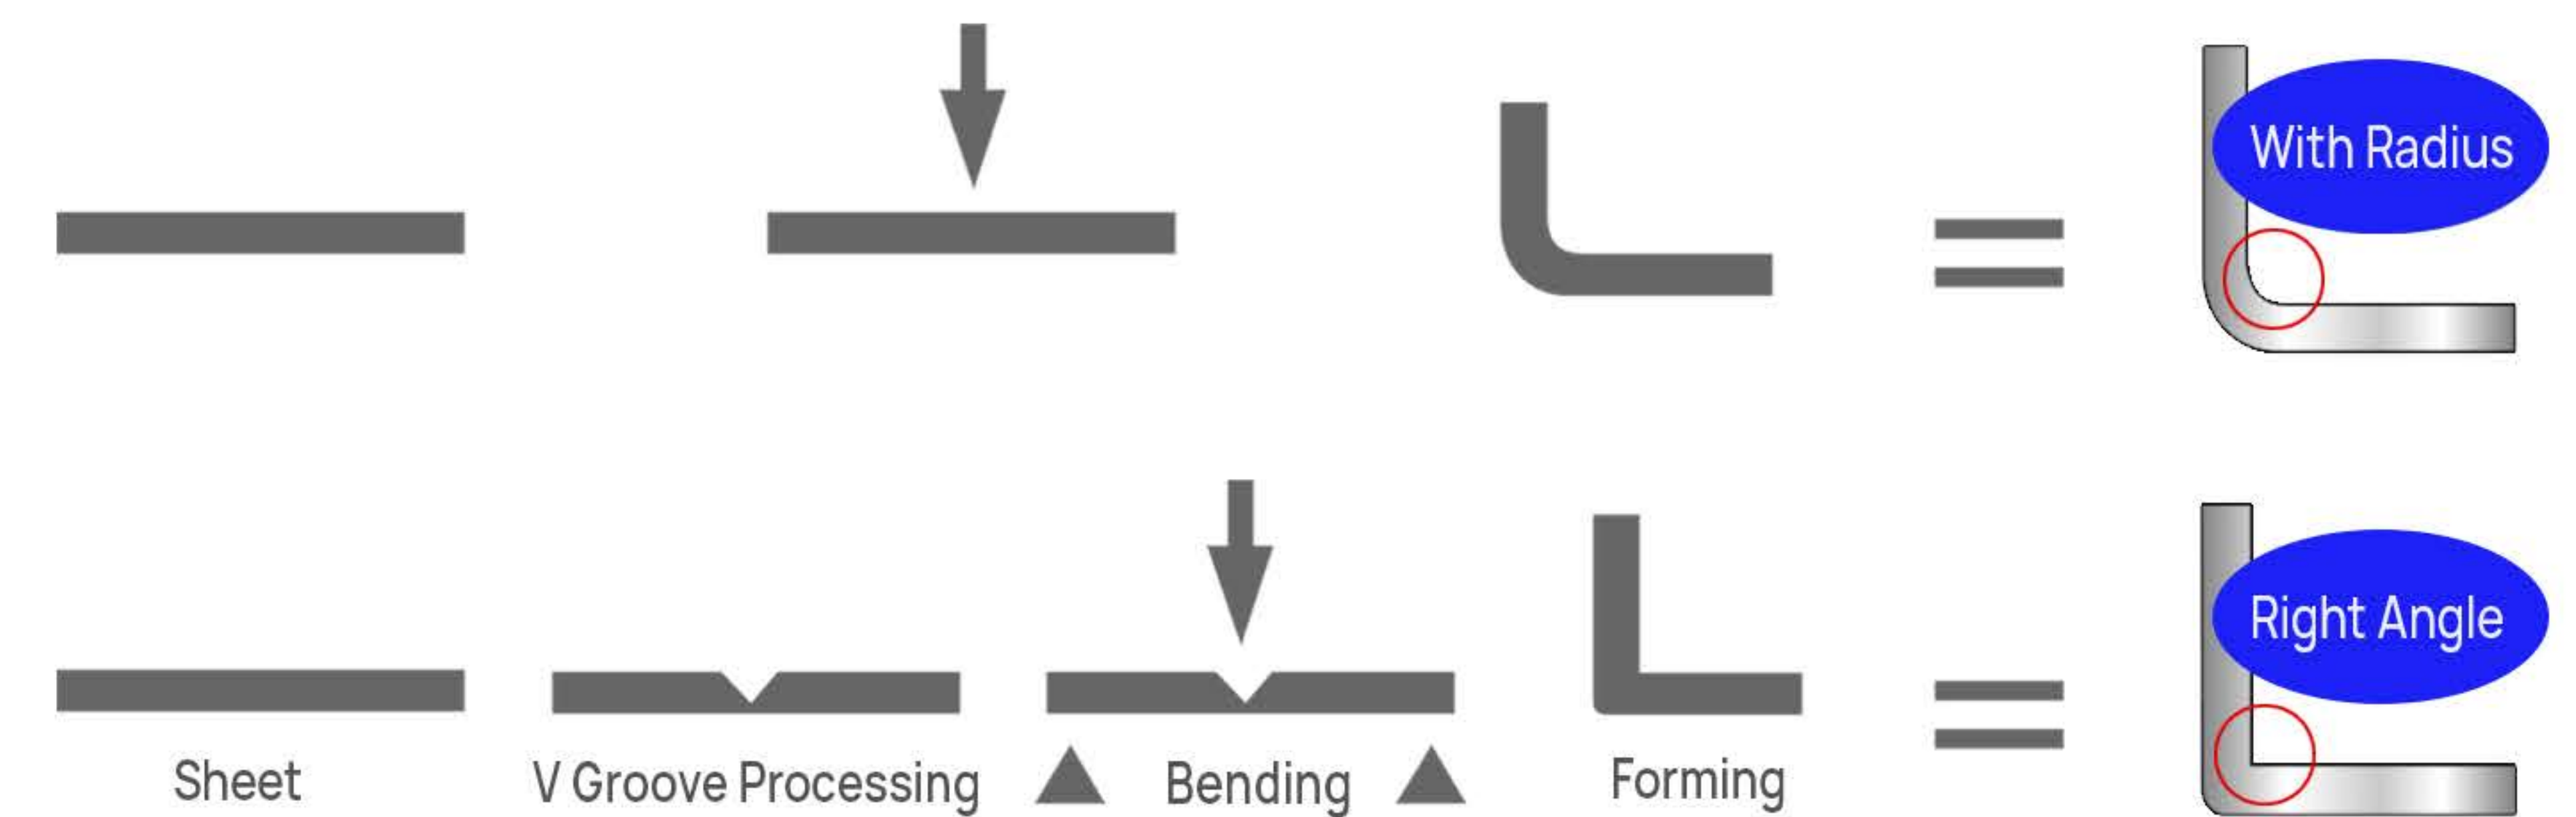 With Radius
Right Angle
Sheet
V Groove Processing
Bending
Forming